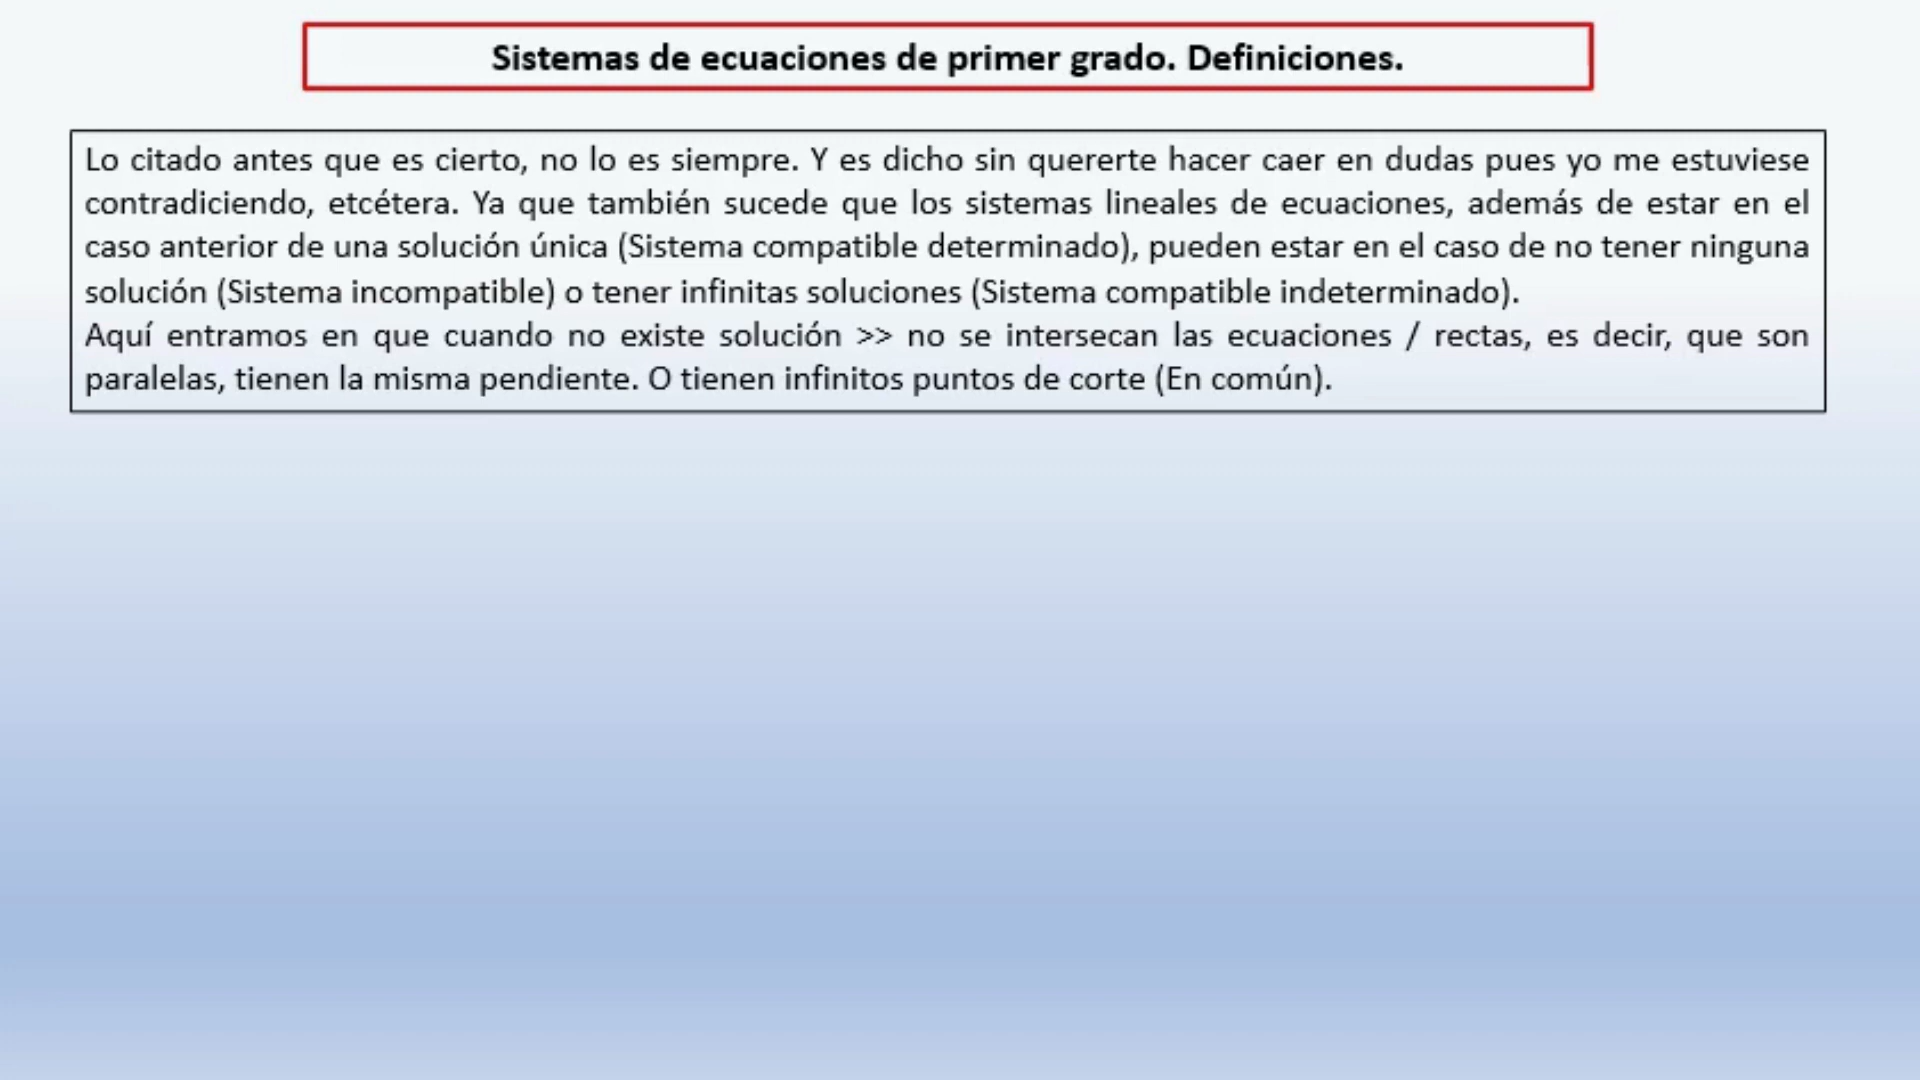 Sistemas de ecuaciones de primer grado. Definiciones.
Lo citado antes que es cierto, no lo es siempre. Y es dicho sin quererte hacer caer en dudas pues yo me estuviese
contradiciendo, etcétera. Ya que también sucede que los sistemas lineales de ecuaciones, además de estar en el
caso anterior de una solución única (Sistema compatible determinado), pueden estar en el caso de no tener ninguna
solución (Sistema incompatible) o tener infinitas soluciones (Sistema compatible indeterminado).
Aquí entramos en que cuando no existe solución >> no se intersecan las ecuaciones / rectas, es decir, que son
paralelas, tienen la misma pendiente. O tienen infinitos puntos de corte (En común).